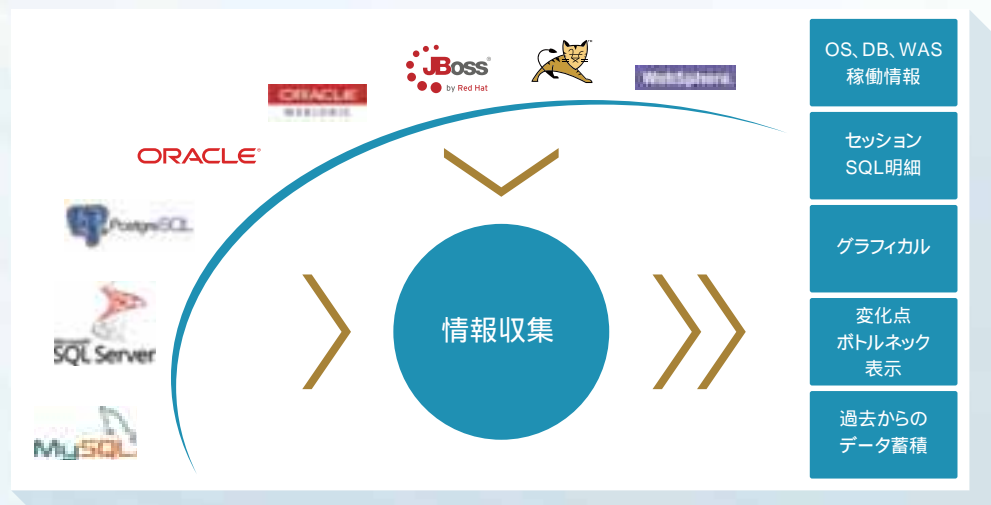 JBoss
by Red Hat
WebSphere.
ORACLE
WEBLOGIC
ORACLE
PostgreSQL
Microsoft
SQL Server
MySQL
情報収集
OS、DB、WAS
稼働情報
セッション
SQL明細
グラフィカル
変化点
ボトルネック
表示
過去からの
データ蓄積